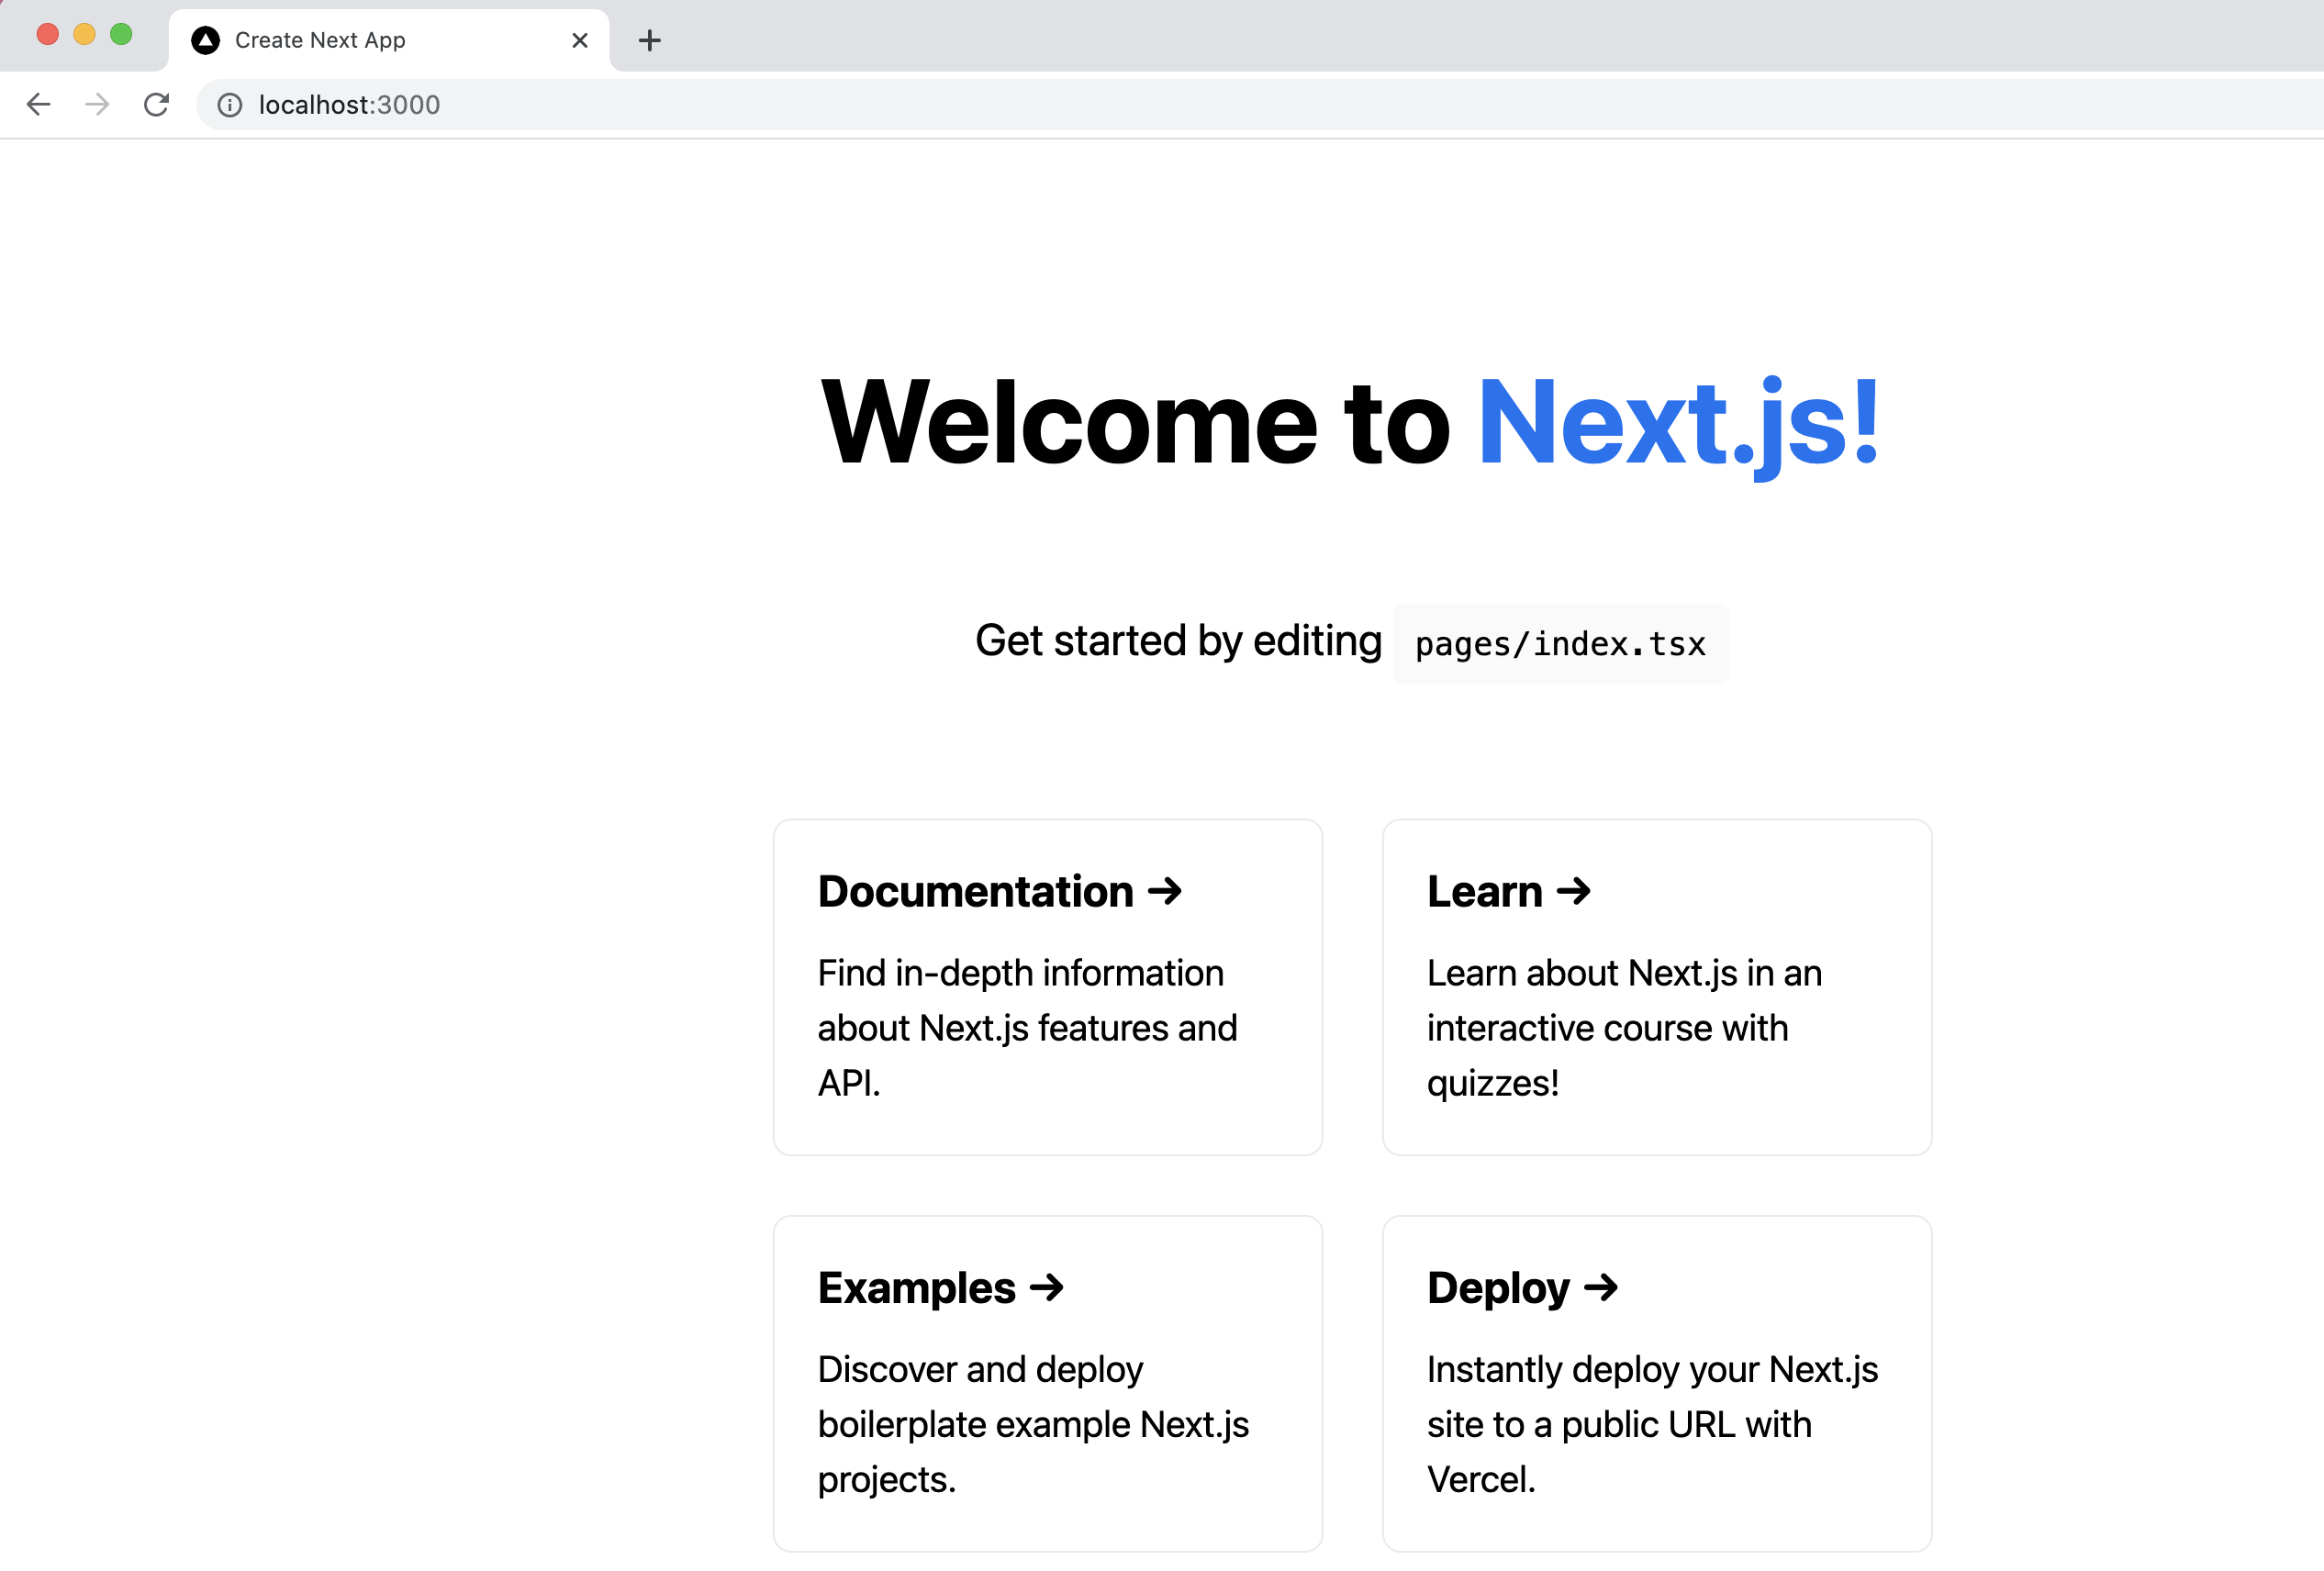 Create Next App
localhost:3000
Welcome to Next.js!
Get started by editing pages/index.tsx
Documentation →
Find in-depth information
about Next.js features and
API.
Learn →
Learn about Next.js in an
interactive course with
quizzes!
Examples →
Discover and deploy
boilerplate example Next.js
projects.
Deploy →
Instantly deploy your Next.js
site to a public URL with
Vercel.